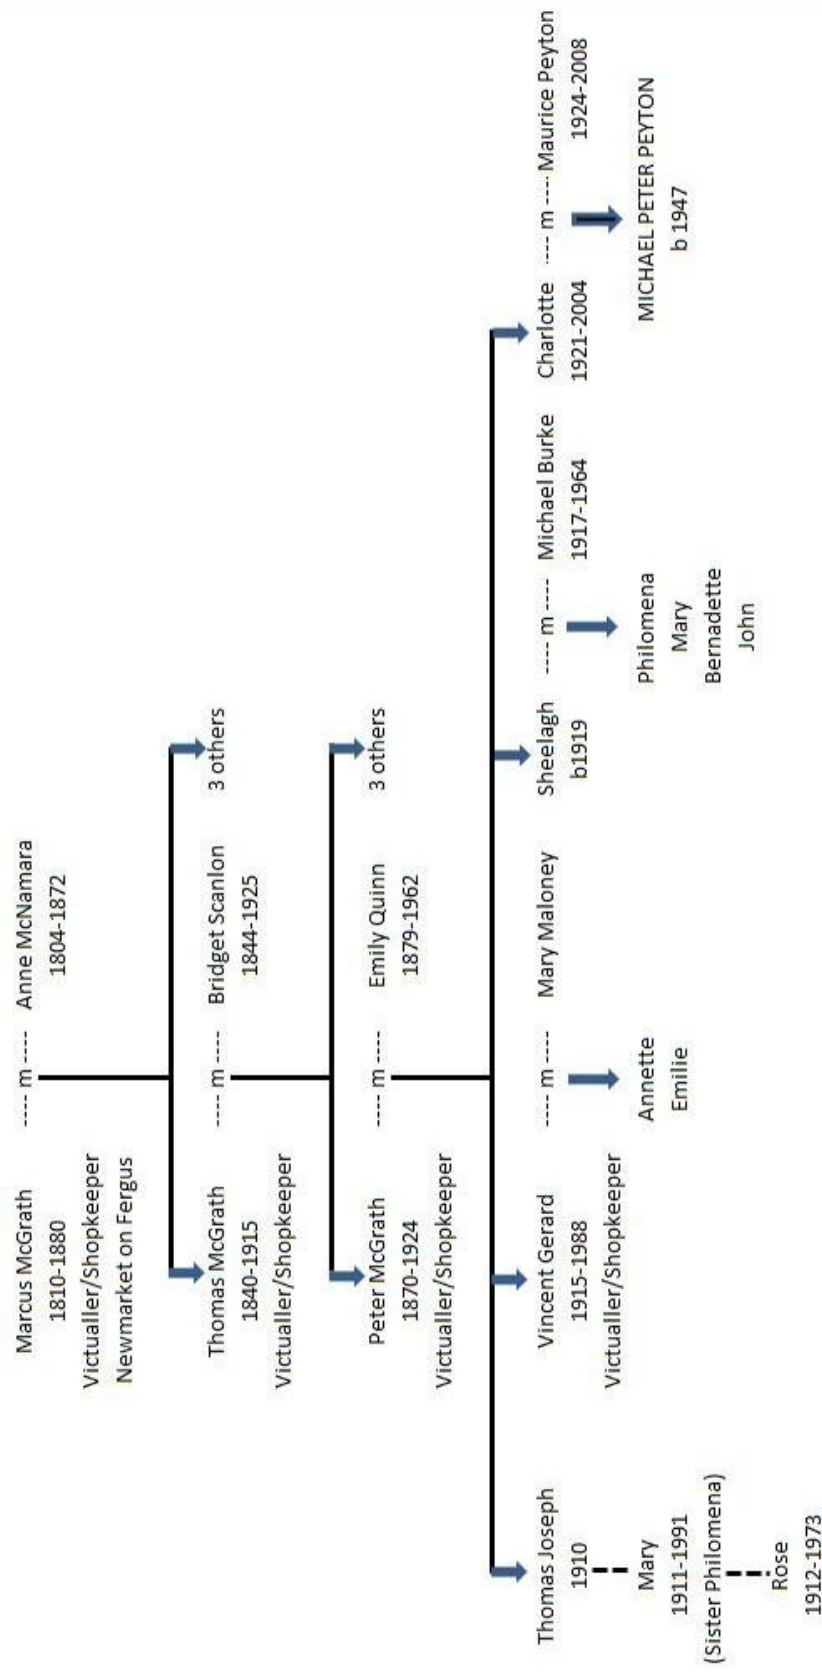 Marcus McGrath ---- m ---- Anne McNamara
1810-1880 1804-1872
Victualler/Shopkeeper
Newmarket on Fergus
Thomas McGrath ---- m ---- Bridget Scanlon 3 others
1840-1915 1844-1925
Victualler/Shopkeeper
Peter McGrath ---- m ---- Emily Quinn 3 others
1870-1924 1879-1962
Victualler/Shopkeeper
Thomas Joseph Vincent Gerard ---- m ---- Mary Maloney Sheelagh ---- m ---- Michael Burke Charlotte ---- m ---- Maurice Peyton
1910 1915-1988 b1919 1917-1964 1921-2004 1924-2008
Victualler/Shopkeeper
Mary Annette Philomena MICHAEL PETER PEYTON
1911-1991 Emilie Mary b 1947
(Sister Philomena) Bernadette
John
Rose
1912-1973